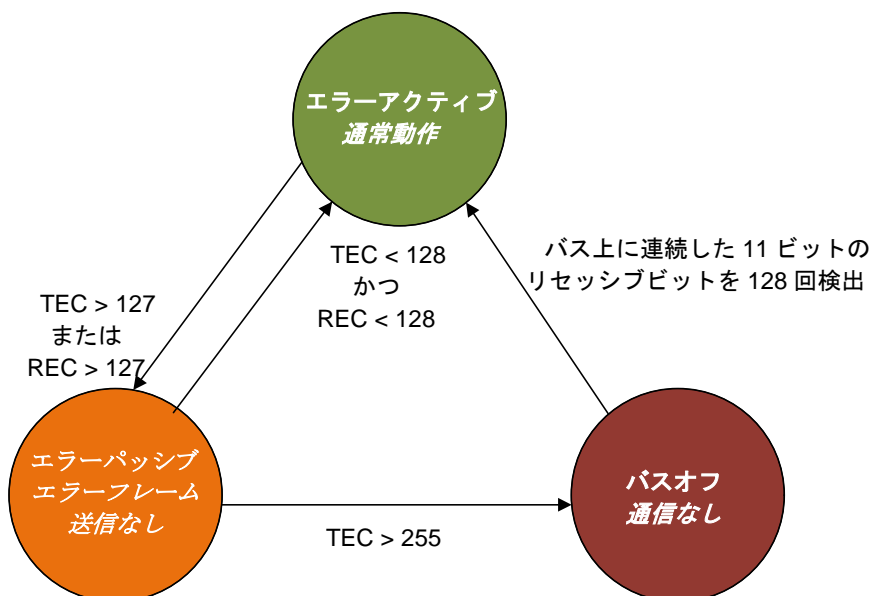 エラーアクティブ
通常動作
TEC < 128
かつ
REC < 128
バス上に連続した 11 ビットの
リセッシブビットを 128 回検出
TEC > 127
または
REC > 127
エラーパッシブ
エラーフレーム
送信なし
バスオフ
通信なし
TEC > 255